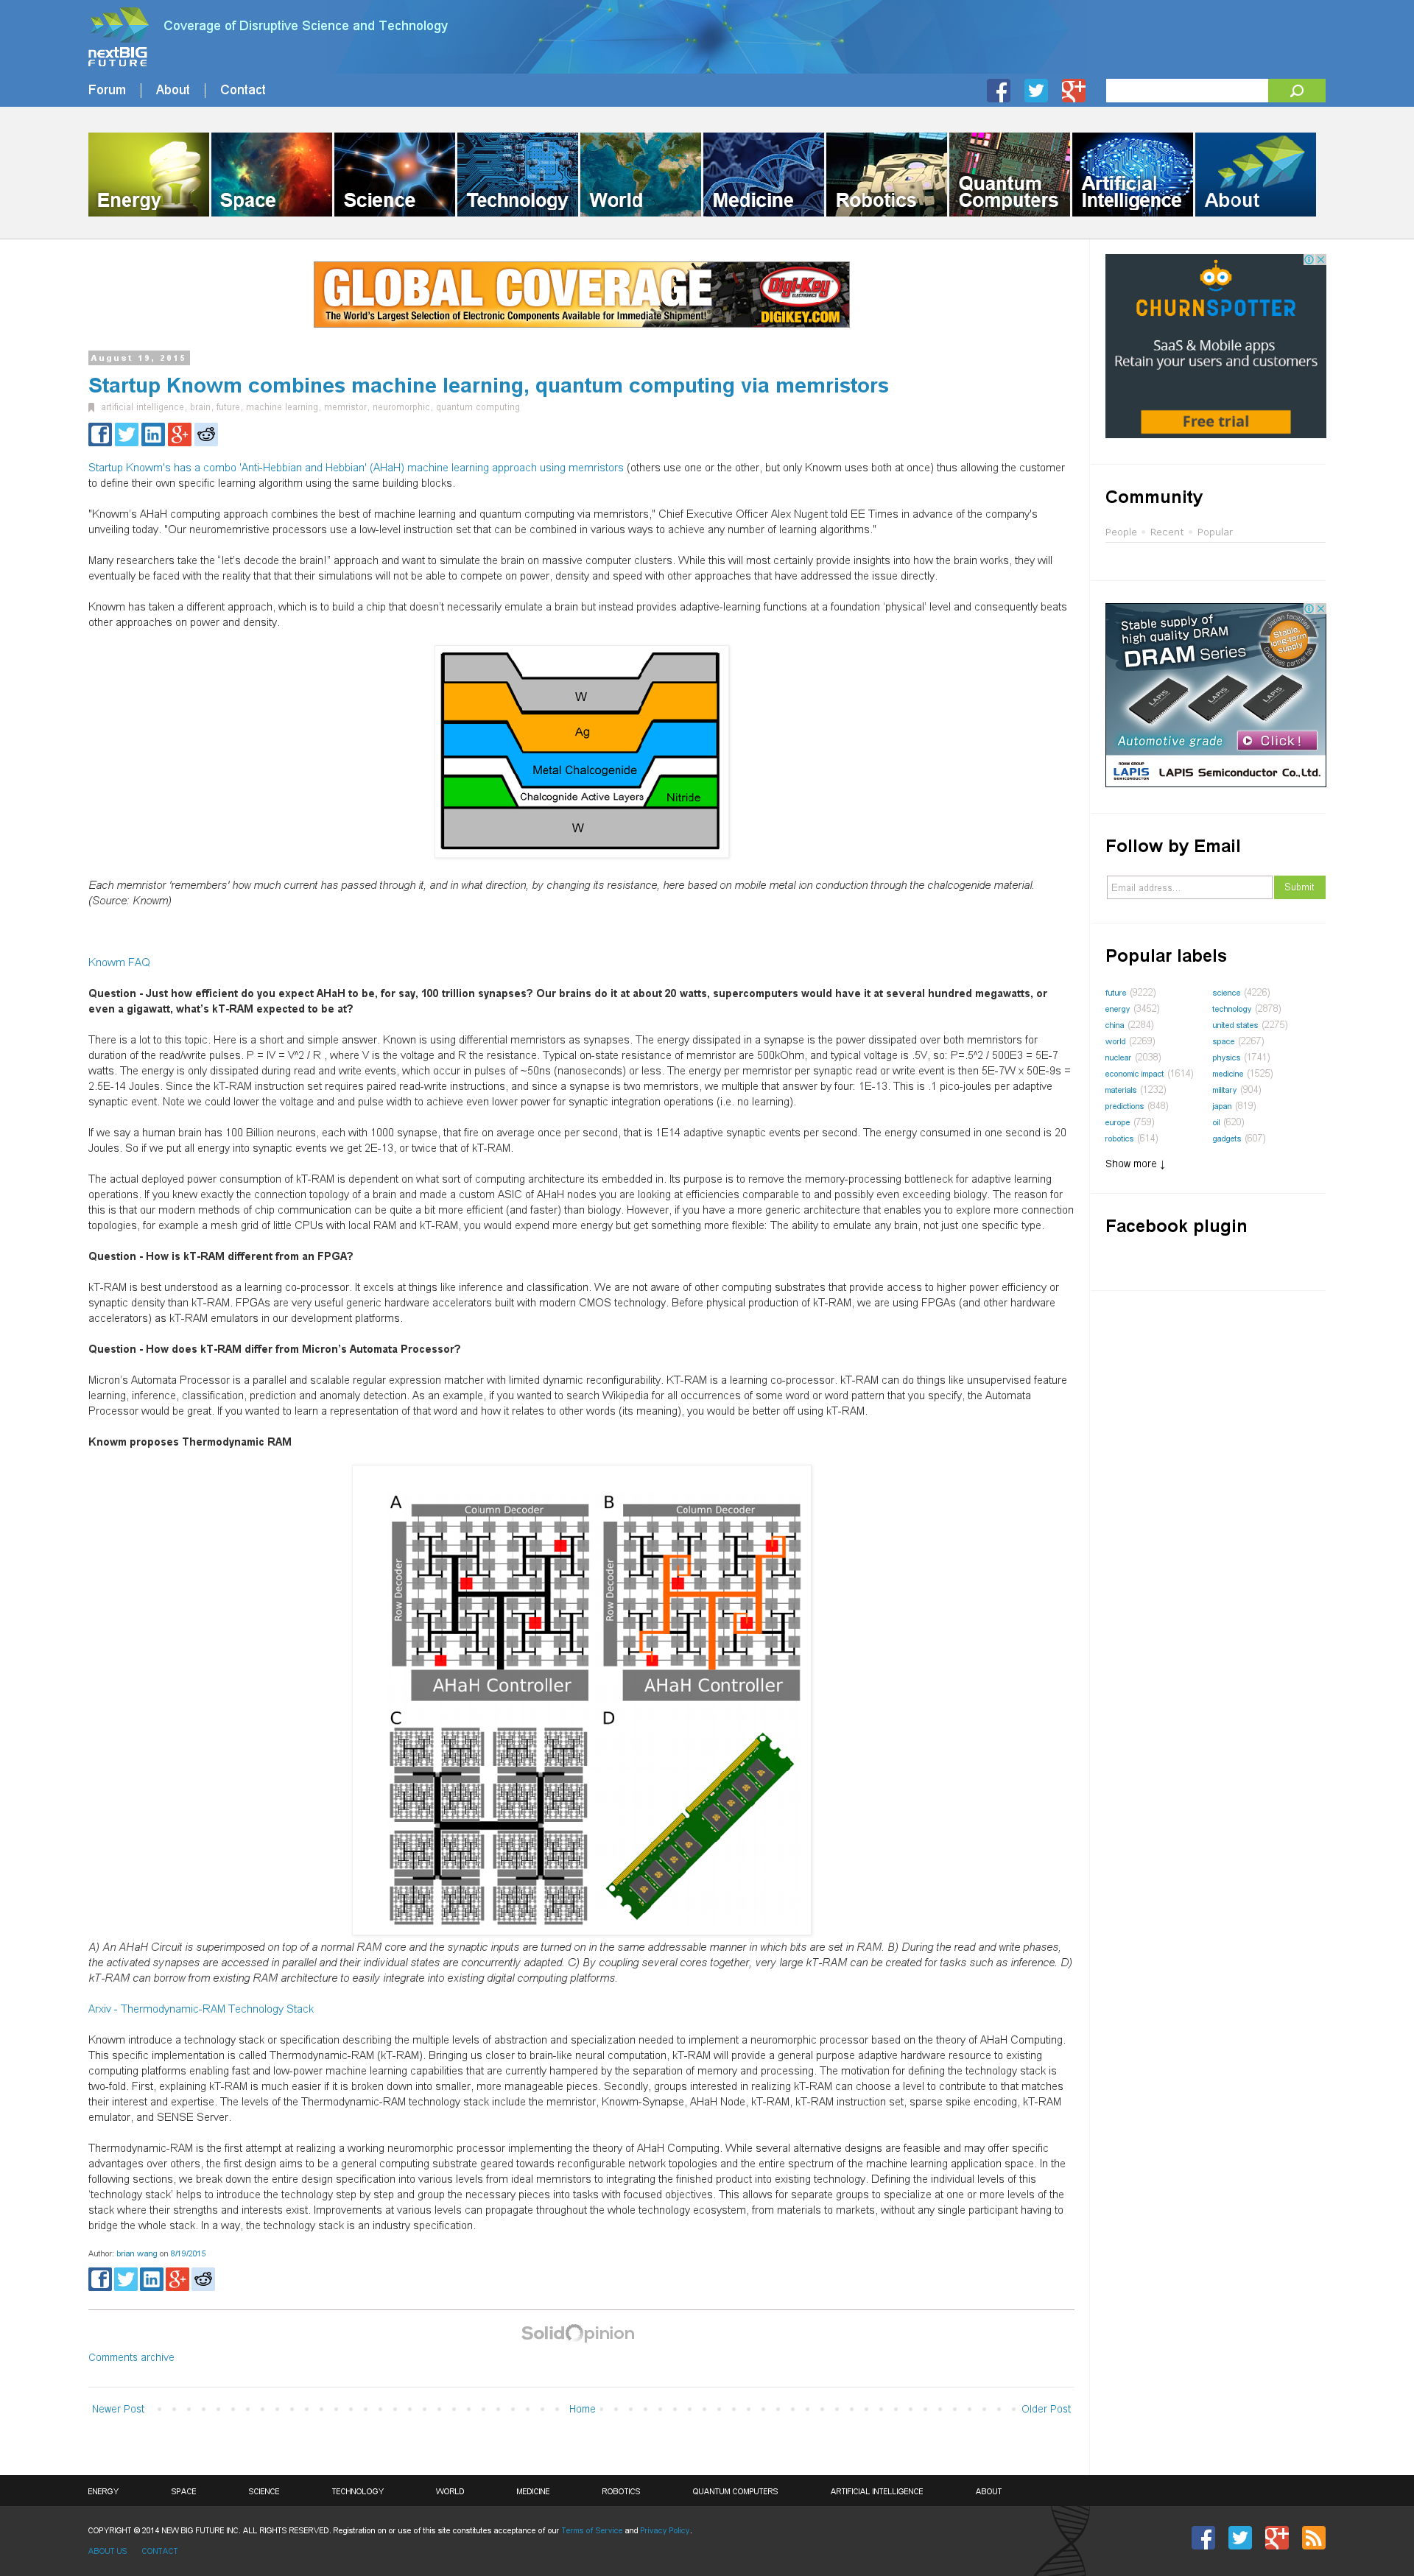 Coverage of Disruptive Science and Technology
nextBIG
FUTURE
Forum
About
Contact
Energy
Space
Science
Technology
World
Medicine
Robotics
Quantum
Computers
Artificial
Intelligence
About
GLOBAL COVERAGE
The World's Largest Selection of Electronic Components Available for Immediate Shipment!
Digi-Key
ELECTRONICS
DIGIKEY.COM
August 19, 2015
Startup Knowm combines machine learning, quantum computing via memristors
artificial intelligence, brain, future, machine learning, memristor, neuromorphic, quantum computing
Startup Knowm's has a combo 'Anti-Hebbian and Hebbian' (AHaH) machine learning approach using memristors (others use one or the other, but only Knowm uses both at once) thus allowing the customer
to define their own specific learning algorithm using the same building blocks.
"Knowm's AHaH computing approach combines the best of machine learning and quantum computing via memristors," Chief Executive Officer Alex Nugent told EE Times in advance of the company's
unveiling today. "Our neuromemristive processors use a low-level instruction set that can be combined in various ways to achieve any number of learning algorithms."
Many researchers take the “let’s decode the brain!” approach and want to simulate the brain on massive computer clusters. While this will most certainly provide insights into how the brain works, they will
eventually be faced with the reality that that their simulations will not be able to compete on power, density and speed with other approaches that have addressed the issue directly.
Knowm has taken a different approach, which is to build a chip that doesn’t necessarily emulate a brain but instead provides adaptive-learning functions at a foundation ‘physical’ level and consequently beats
other approaches on power and density.
W
Ag
Metal Chalcogenide
Chalcognide Active Layers
Nitride
W
Each memristor 'remembers' how much current has passed through it, and in what direction, by changing its resistance, here based on mobile metal ion conduction through the chalcogenide material.
(Source: Knowm)
Knowm FAQ
Question - Just how efficient do you expect AHaH to be, for say, 100 trillion synapses? Our brains do it at about 20 watts, supercomputers would have it at several hundred megawatts, or
even a gigawatt, what’s kT-RAM expected to be at?
There is a lot to this topic. Here is a short and simple answer. Knowm is using differential memristors as synapses. The energy dissipated in a synapse is the power dissipated over both memristors for
duration of the read/write pulses. P = IV = V^2 / R , where V is the voltage and R the resistance. Typical on-state resistance of memristor are 500kOhm, and typical voltage is .5V, so: P=.5^2 / 500E3 = 5E-7
watts. The energy is only dissipated during read and write events, which occur in pulses of ~50ns (nanoseconds) or less. The energy per memristor per synaptic read or write event is then 5E-7W x 50E-9s =
2.5E-14 Joules. Since the kT-RAM instruction set requires paired read-write instructions, and since a synapse is two memristors, we multiple that answer by four: 1E-13. This is .1 pico-joules per adaptive
synaptic event. Note we could lower the voltage and and pulse width to achieve even lower power for synaptic integration operations (i.e. no learning).
If we say a human brain has 100 Billion neurons, each with 1000 synapse, that fire on average once per second, that is 1E14 adaptive synaptic events per second. The energy consumed in one second is 20
Joules. So if we put all energy into synaptic events we get 2E-13, or twice that of kT-RAM.
The actual deployed power consumption of kT-RAM is dependent on what sort of computing architecture its embedded in. Its purpose is to remove the memory-processing bottleneck for adaptive learning
operations. If you knew exactly the connection topology of a brain and made a custom ASIC of AHaH nodes you are looking at efficiencies comparable to and possibly even exceeding biology. The reason for
this is that our modern methods of chip communication can be quite a bit more efficient (and faster) than biology. However, if you have a more generic architecture that enables you to explore more connection
topologies, for example a mesh grid of little CPUs with local RAM and kT-RAM, you would expend more energy but get something more flexible: The ability to emulate any brain, not just one specific type.
Question - How is kT-RAM different from an FPGA?
kT-RAM is best understood as a learning co-processor. It excels at things like inference and classification. We are not aware of other computing substrates that provide access to higher power efficiency or
synaptic density than kT-RAM. FPGAs are very useful generic hardware accelerators built with modern CMOS technology. Before physical production of kT-RAM, we are using FPGAs (and other hardware
accelerators) as kT-RAM emulators in our development platforms.
Question - How does kT-RAM differ from Micron’s Automata Processor?
Micron’s Automata Processor is a parallel and scalable regular expression matcher with limited dynamic reconfigurability. KT-RAM is a learning co-processor. kT-RAM can do things like unsupervised feature
learning, inference, classification, prediction and anomaly detection. As an example, if you wanted to search Wikipedia for all occurrences of some word or word pattern that you specify, the Automata
Processor would be great. If you wanted to learn a representation of that word and how it relates to other words (its meaning), you would be better off using kT-RAM.
Knowm proposes Thermodynamic RAM
A
Column Decoder
Row Decoder
AHaH Controller
B
Column Decoder
Row Decoder
AHaH Controller
C
D
A) An AHaH Circuit is superimposed on top of a normal RAM core and the synaptic inputs are turned on in the same addressable manner in which bits are set in RAM. B) During the read and write phases,
the activated synapses are accessed in parallel and their individual states are concurrently adapted. C) By coupling several cores together, very large kT-RAM can be created for tasks such as inference. D)
kT-RAM can borrow from existing RAM architecture to easily integrate into existing digital computing platforms.
Arxiv - Thermodynamic-RAM Technology Stack
Knowm introduce a technology stack or specification describing the multiple levels of abstraction and specialization needed to implement a neuromorphic processor based on the theory of AHaH Computing.
This specific implementation is called Thermodynamic-RAM (kT-RAM). Bringing us closer to brain-like neural computation, kT-RAM will provide a general purpose adaptive hardware resource to existing
computing platforms enabling fast and low-power machine learning capabilities that are currently hampered by the separation of memory and processing. The motivation for defining the technology stack is
two-fold. First, explaining kT-RAM is much easier if it is broken down into smaller, more manageable pieces. Secondly, groups interested in realizing kT-RAM can choose a level to contribute to that matches
their interest and expertise. The levels of the Thermodynamic-RAM technology stack include the memristor, Knowm-Synapse, AHaH Node, kT-RAM, kT-RAM instruction set, sparse spike encoding, kT-RAM
emulator, and SENSE Server.
Thermodynamic-RAM is the first attempt at realizing a working neuromorphic processor implementing the theory of AHaH Computing. While several alternative designs are feasible and may offer specific
advantages over others, the first design aims to be a general computing substrate geared towards reconfigurable network topologies and the entire spectrum of the machine learning application space. In the
following sections, we break down the entire design specification into various levels from ideal memristors to integrating the finished product into existing technology. Defining the individual levels of this
‘technology stack’ helps to introduce the technology step by step and group the necessary pieces into tasks with focused objectives. This allows for separate groups to specialize at one or more levels of the
stack where their strengths and interests exist. Improvements at various levels can propagate throughout the whole technology ecosystem, from materials to markets, without any single participant having to
bridge the whole stack. In a way, the technology stack is an industry specification.
Author: brian wang on 8/19/2015
SolidOpinion
Comments archive
Newer Post
Home
Older Post
CHURNSPOTTER
SaaS & Mobile apps
Retain your users and customers
Free trial
Community
People
Recent
Popular
Stable supply of
high quality DRAM
DRAM Series
Japan facilities
Stable,
long-term
supply
Overseas partner fab
LAPIS
LAPIS
LAPIS
Automotive grade
Click!
ROHM GROUP
LAPIS
SEMICONDUCTOR
LAPIS Semiconductor Co.,Ltd.
Follow by Email
Email address...
Submit
Popular labels
future (9222)
science (4226)
energy (3452)
technology (2878)
china (2284)
united states (2275)
world (2269)
space (2267)
nuclear (2038)
physics (1741)
economic impact (1614)
medicine (1525)
materials (1232)
military (904)
predictions (848)
japan (819)
europe (759)
oil (620)
robotics (614)
gadgets (607)
Show more ↓
Facebook plugin
ENERGY
SPACE
SCIENCE
TECHNOLOGY
WORLD
MEDICINE
ROBOTICS
QUANTUM COMPUTERS
ARTIFICIAL INTELLIGENCE
ABOUT
COPYRIGHT © 2014 NEW BIG FUTURE INC. ALL RIGHTS RESERVED. Registration on or use of this site constitutes acceptance of our Terms of Service and Privacy Policy.
ABOUT US
CONTACT